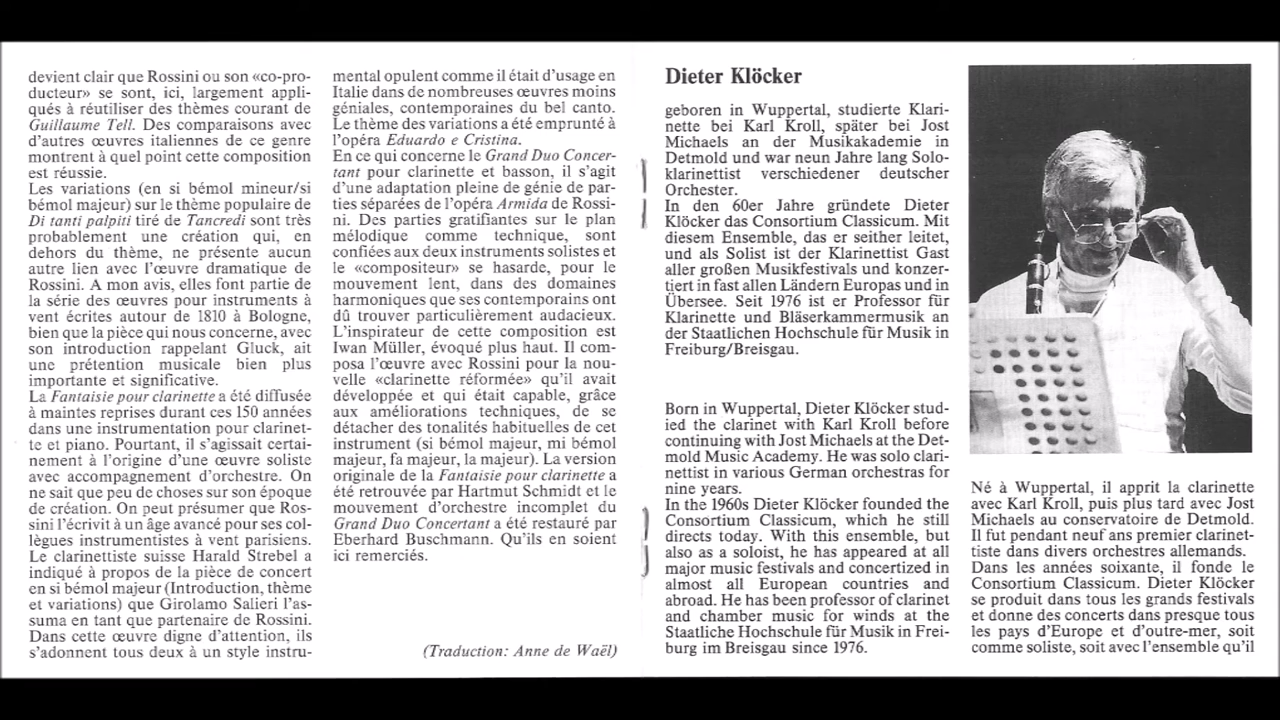 devient clair que Rossini ou son «co-pro-
ducteur» se sont, ici, largement appli-
qués à réutiliser des thèmes courant de
Guillaume Tell. Des comparaisons avec
d'autres œuvres italiennes de ce genre
montrent à quel point cette composition
est réussie.
Les variations (en si bémol mineur/si
bémol majeur) sur le thème populaire de
Di tanti palpiti tiré de Tancredi sont très
probablement une création qui, en
dehors du thème, ne présente aucun
autre lien avec l'œuvre dramatique de
Rossini. A mon avis, elles font partie de
la série des œuvres pour instruments à
vent écrites autour de 1810 à Bologne,
bien que la pièce qui nous concerne, avec
son introduction rappelant Gluck, ait
une prétention musicale bien plus
importante et significative.
La Fantaisie pour clarinette a été diffusée
à maintes reprises durant ces 150 années
dans une instrumentation pour clarinet-
te et piano. Pourtant, il s'agissait certai-
nement à l'origine d'une œuvre soliste
avec accompagnement d'orchestre. On
ne sait que peu de choses sur son époque
de création. On peut présumer que Ros-
sini l'écrivit à un âge avancé pour ses col-
lègues instrumentistes à vent parisiens.
Le clarinettiste suisse Harald Strebel a
indiqué à propos de la pièce de concert
en si bémol majeur (Introduction, thème
et variations) que Girolamo Salieri l'as-
suma en tant que partenaire de Rossini.
Dans cette œuvre digne d'attention, ils
s'adonnent tous deux à un style instru-
mental opulent comme il était d'usage en
Italie dans de nombreuses œuvres moins
géniales, contemporaines du bel canto.
Le thème des variations a été emprunté à
l'opéra Eduardo e Cristina.
En ce qui concerne le Grand Duo Concer-
tant pour clarinette et basson, il s'agit
d'une adaptation pleine de génie de par-
ties séparées de l'opéra Armida de Rossi-
ni. Des parties gratifiantes sur le plan
mélodique comme technique, sont
confiées aux deux instruments solistes et
le «compositeur» se hasarde, pour le
mouvement lent, dans des domaines
harmoniques que ses contemporains ont
dû trouver particulièrement audacieux.
L'inspirateur de cette composition est
Iwan Müller, évoqué plus haut. Il com-
posa l'œuvre avec Rossini pour la nou-
velle «clarinette réformée» qu'il avait
développée et qui était capable, grâce
aux améliorations techniques, de se
détacher des tonalités habituelles de cet
instrument (si bémol majeur, mi bémol
majeur, fa majeur, la majeur). La version
originale de la Fantaisie pour clarinette a
été retrouvée par Hartmut Schmidt et le
mouvement d'orchestre incomplet du
Grand Duo Concertant a été restauré par
Eberhard Buschmann. Qu'ils en soient
ici remerciés.
(Traduction: Anne de Waël)
Dieter Klöcker
geboren in Wuppertal, studierte Klari-
nette bei Karl Kroll, später bei Jost
Michaels an der Musikakademie in
Detmold und war neun Jahre lang Solo-
klarinettist verschiedener deutscher
Orchester.
In den 60er Jahre gründete Dieter
Klöcker das Consortium Classicum. Mit
diesem Ensemble, das er seither leitet,
und als Solist ist der Klarinettist Gast
aller großen Musikfestivals und konzer-
tiert in fast allen Ländern Europas und in
Übersee. Seit 1976 ist er Professor für
Klarinette und Bläserkammermusik an
der Staatlichen Hochschule für Musik in
Freiburg/Breisgau.
Born in Wuppertal, Dieter Klöcker stud-
ied the clarinet with Karl Kroll before
continuing with Jost Michaels at the Det-
mold Music Academy. He was solo clari-
nettist in various German orchestras for
nine years.
In the 1960s Dieter Klöcker founded the
Consortium Classicum, which he still
directs today. With this ensemble, but
also as a soloist, he has appeared at all
major music festivals and concertized in
almost all European countries and
abroad. He has been professor of clarinet
and chamber music for winds at the
Staatliche Hochschule für Musik in Frei-
burg im Breisgau since 1976.
Né à Wuppertal, il apprit la clarinette
avec Karl Kroll, puis plus tard avec Jost
Michaels au conservatoire de Detmold.
Il fut pendant neuf ans premier clarinet-
tiste dans divers orchestres allemands.
Dans les années soixante, il fonde le
Consortium Classicum. Dieter Klöcker
se produit dans tous les grands festivals
et donne des concerts dans presque tous
les pays d'Europe et d'outre-mer, soit
comme soliste, soit avec l'ensemble qu'il